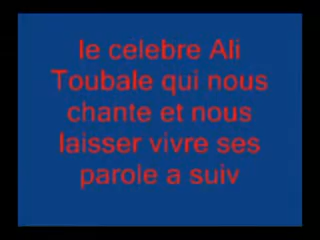 le celebre Ali
Toubale qui nous
chante et nous
laisser vivre ses
parole a suiv